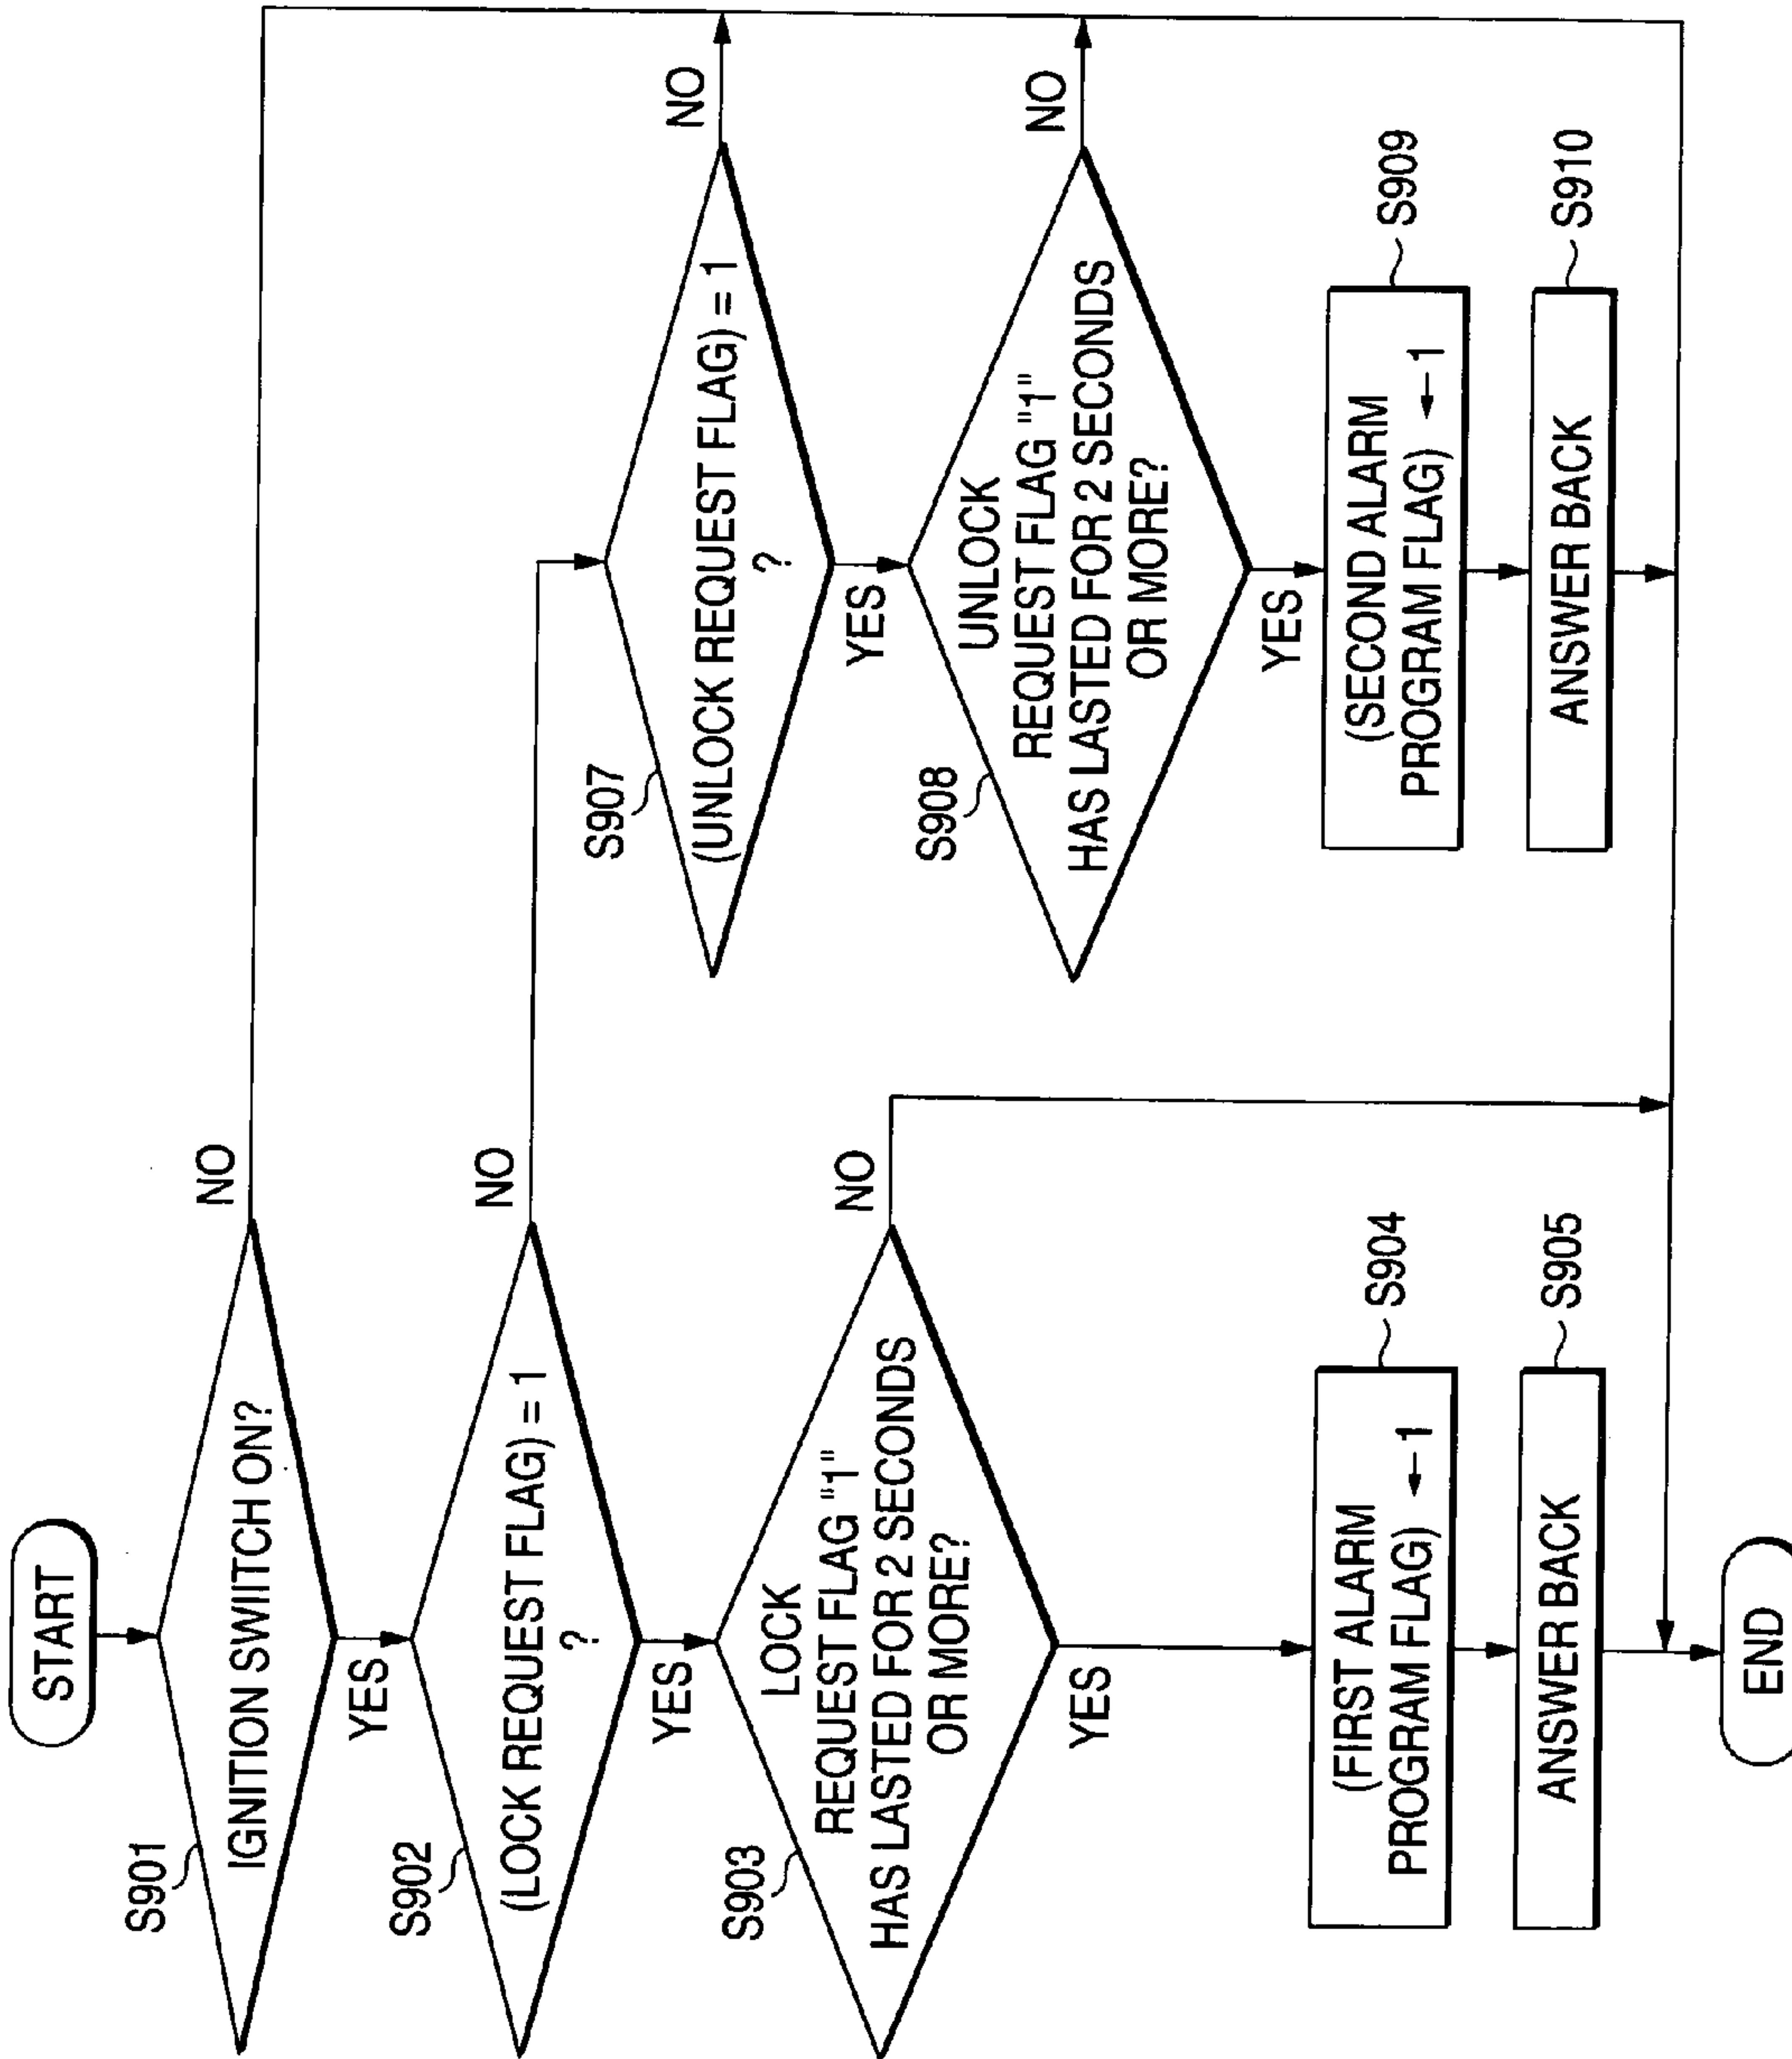 START
S901
IGNITION SWITCH ON?
NO
YES
S902
(LOCK REQUEST FLAG) = 1
?
NO
YES
S903
LOCK
REQUEST FLAG "1"
HAS LASTED FOR 2 SECONDS
OR MORE?
NO
YES
(FIRST ALARM
PROGRAM FLAG) ← 1
S904
ANSWER BACK
S905
END
S907
(UNLOCK REQUEST FLAG) = 1
?
NO
YES
S908
UNLOCK
REQUEST FLAG "1"
HAS LASTED FOR 2 SECONDS
OR MORE?
NO
YES
(SECOND ALARM
PROGRAM FLAG) ← 1
S909
ANSWER BACK
S910